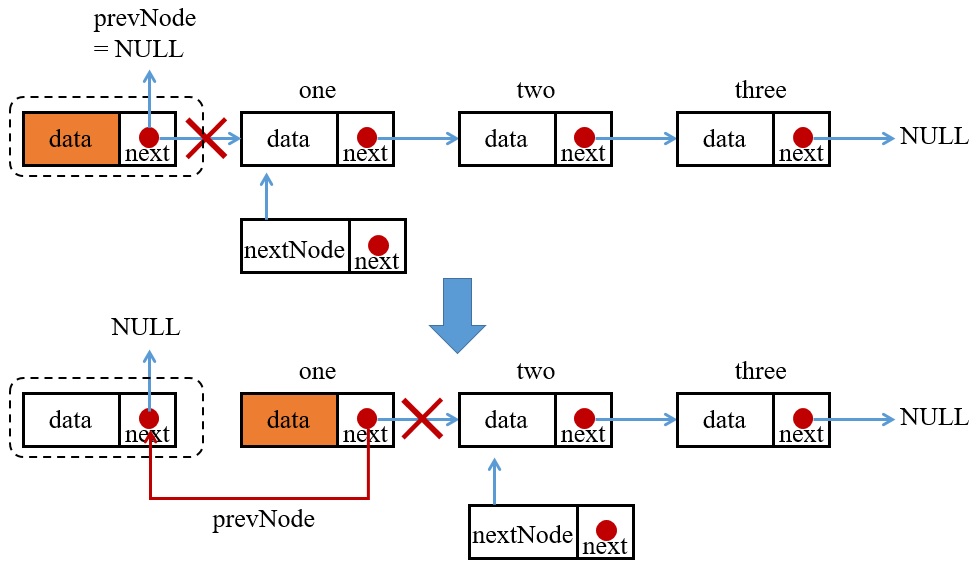 prevNode
= NULL
one
two
three
data
next
data
next
data
next
data
next
NULL
nextNode
next
NULL
one
two
three
data
next
data
next
data
next
data
next
NULL
prevNode
nextNode
next